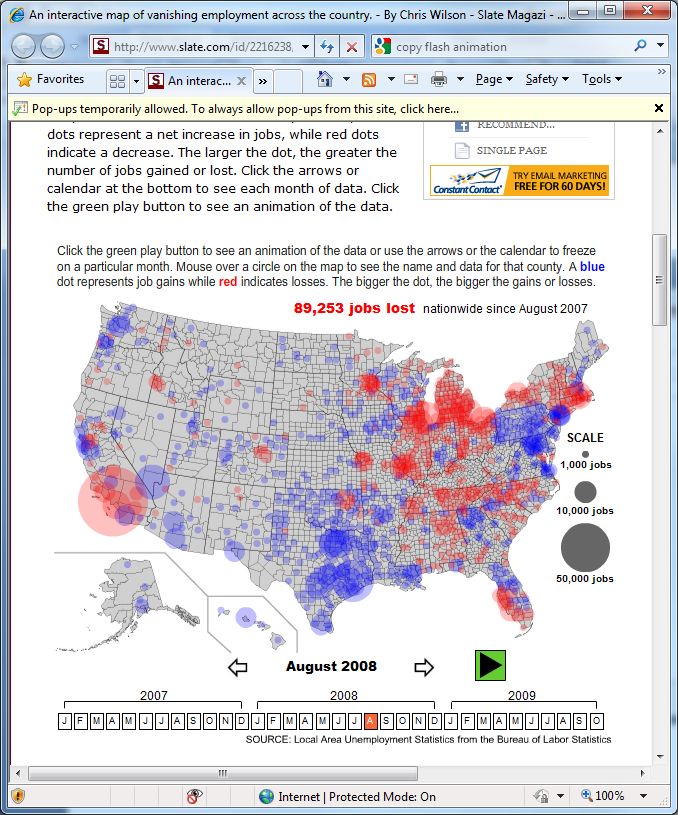 An interactive map of vanishing employment across the country. - By Chris Wilson - Slate Magazi - ...
http://www.slate.com/id/2216238,
copy flash animation
Favorites
An interac...
»
Page
Safety
Tools
»
Pop-ups temporarily allowed. To always allow pop-ups from this site, click here...
dots represent a net increase in jobs, while red dots
indicate a decrease. The larger the dot, the greater the
number of jobs gained or lost. Click the arrows or
calendar at the bottom to see each month of data. Click
the green play button to see an animation of the data.
RECOMMEND...
SINGLE PAGE
Constant Contact
TRY EMAIL MARKETING
FREE FOR 60 DAYS!
Click the green play button to see an animation of the data or use the arrows or the calendar to freeze
on a particular month. Mouse over a circle on the map to see the name and data for that county. A blue
dot represents job gains while red indicates losses. The bigger the dot, the bigger the gains or losses.
89,253 jobs lost nationwide since August 2007
SCALE
1,000 jobs
10,000 jobs
50,000 jobs
August 2008
2007 2008 2009
J F M A M J J A S O N D J F M A M J J A S O N D J F M A M J J A S O
SOURCE: Local Area Unemployment Statistics from the Bureau of Labor Statistics
Internet | Protected Mode: On
100%